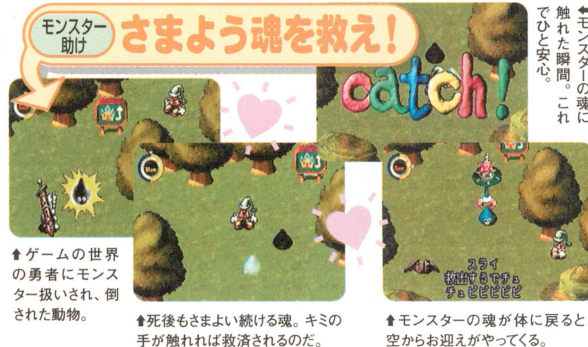 モンスター
助け
さまよう魂を救え!
catch!
⬆モンスターの魂に
触れた瞬間。これ
でひと安心。
⬆ゲームの世界
の勇者にモンス
ター扱いされ、倒
された動物。
⬆死後もさまよい続ける魂。キミの
手が触れれば救済されるのだ。
スライ
救出するでチュ
チュピピピピピ
⬆モンスターの魂が体に戻ると
空からお迎えがやってくる。